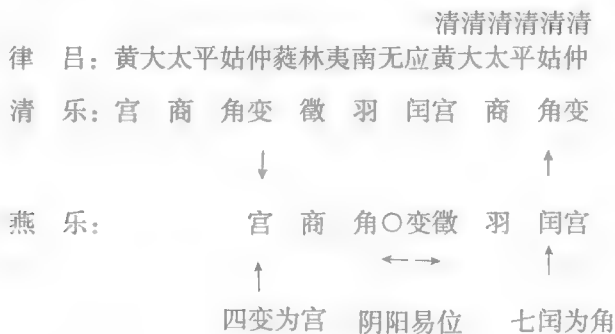 清清清清清清
律 吕：黄大太平姑仲蕤林夷南无应黄大太平姑仲
清 乐：宫 商 角变 徵 羽 闰宫 商 角变
↓ ↑
燕 乐： 宫 商 角○变徵 羽 闰宫
↑ ←→ ↑
四变为宫 阴阳易位 七闰为角